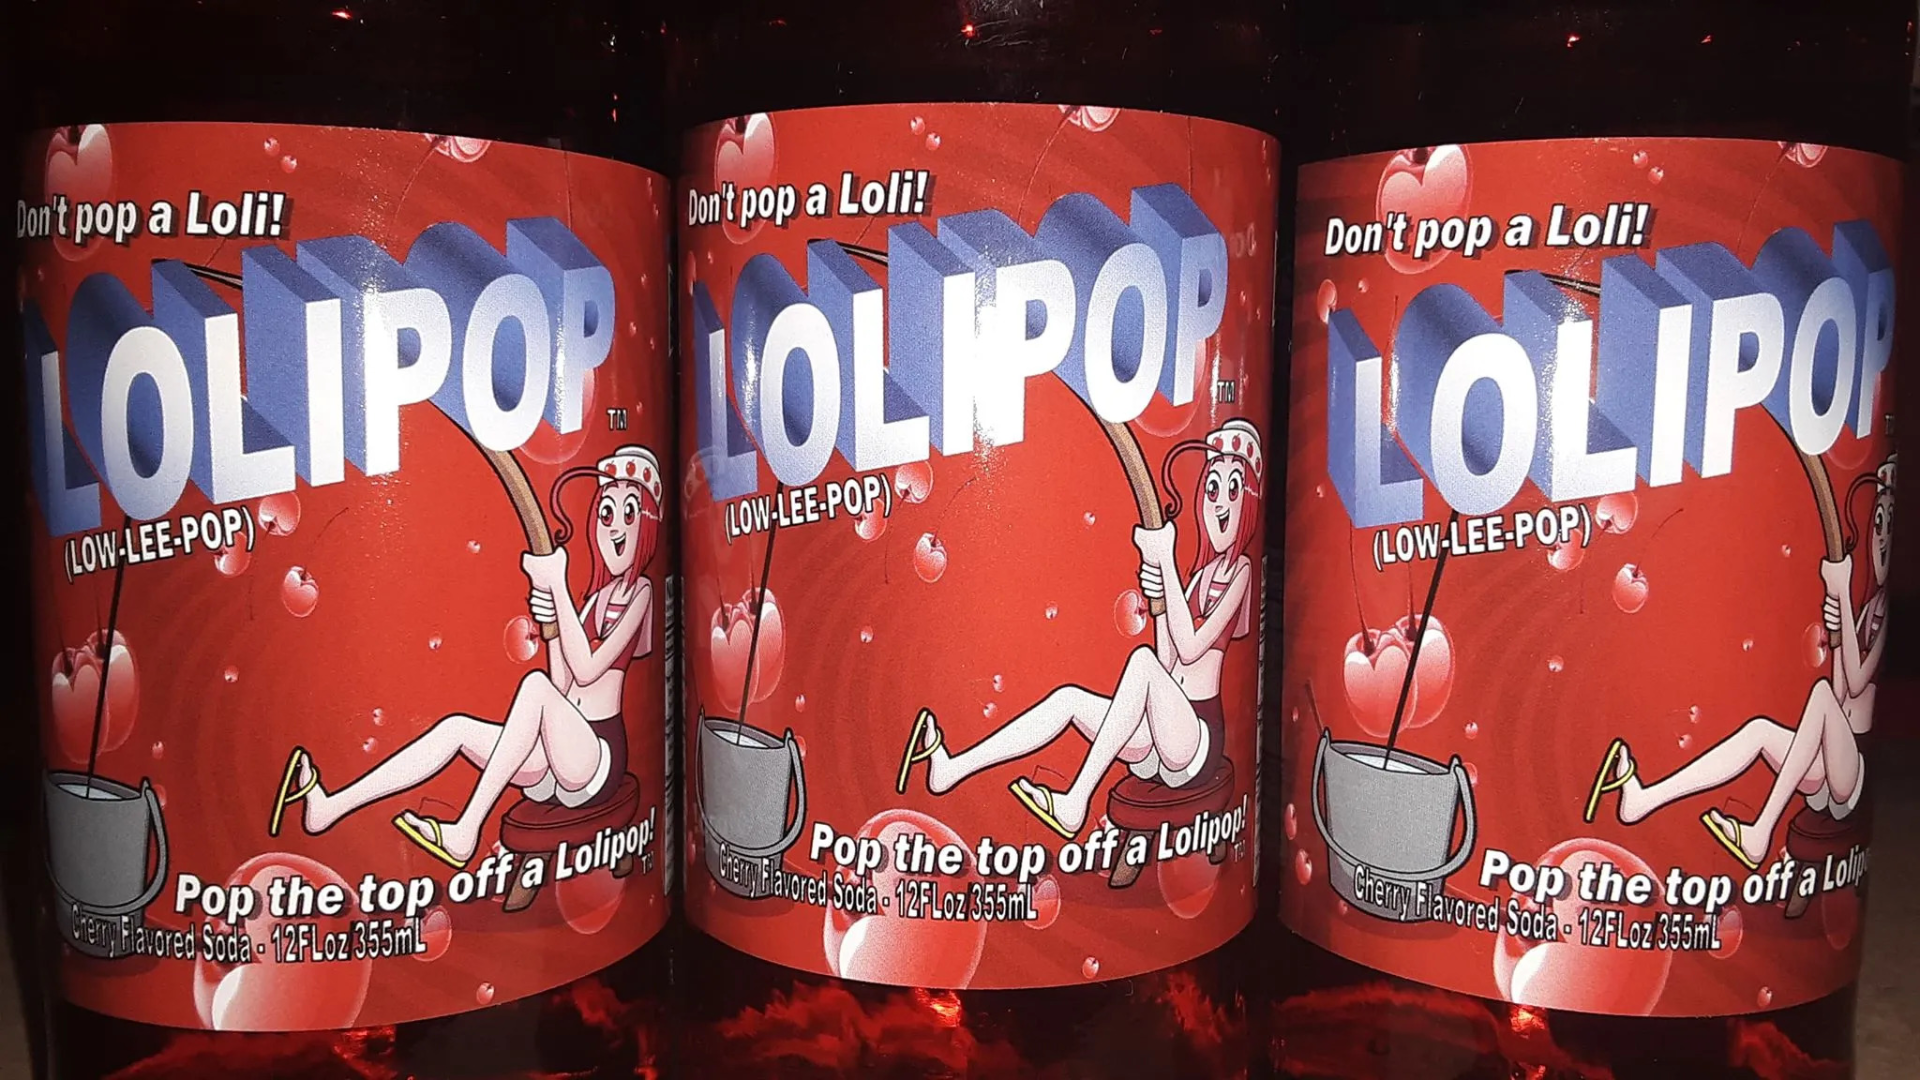 Don't pop a Loli!
LOLIPOP
TM
(LOW-LEE-POP)
Pop the top off a Lolipop!
TM
Cherry Flavored Soda - 12FLoz 355mL
Don't pop a Loli!
LOLIPOP
TM
(LOW-LEE-POP)
Pop the top off a Lolipop!
TM
Cherry Flavored Soda - 12FLoz 355mL
Don't pop a Loli!
LOLIPOP
(LOW-LEE-POP)
Pop the top off a
Cherry Flavored Soda - 12FLoz 355mL